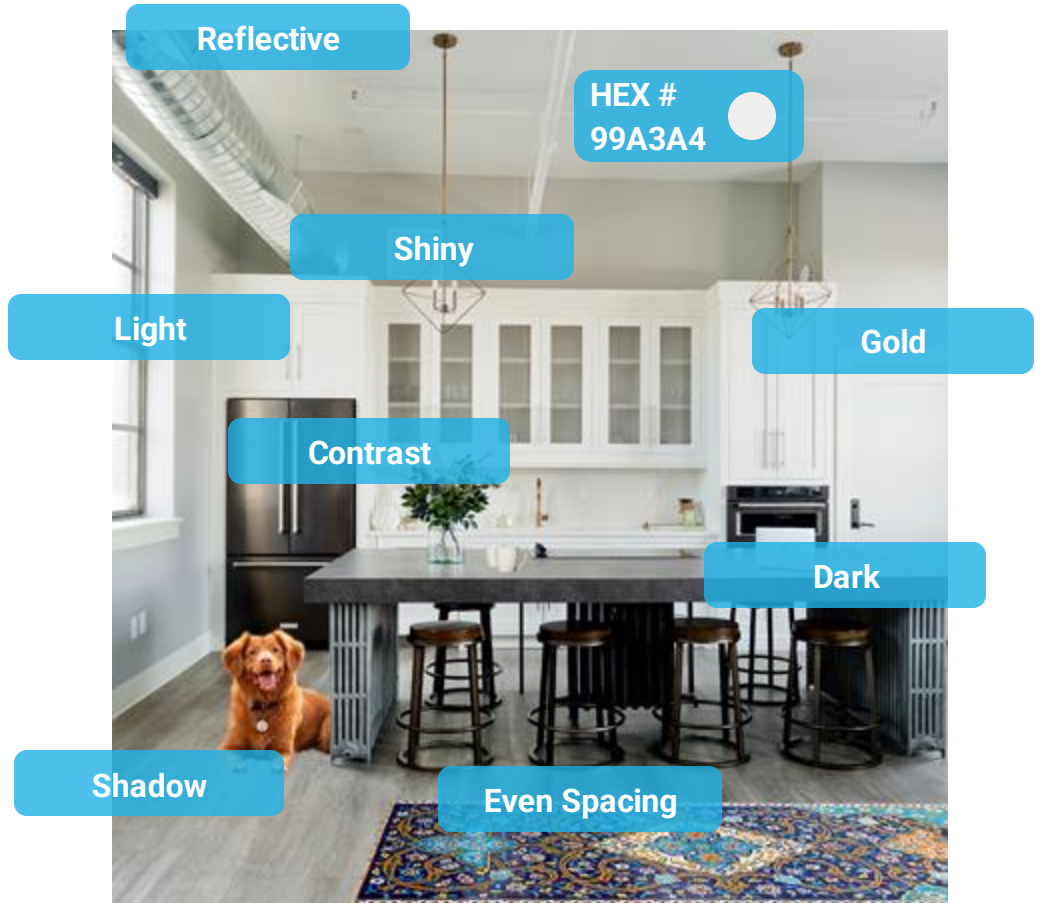 Reflective
HEX #
99A3A4
Shiny
Light
Gold
Contrast
Dark
Shadow
Even Spacing